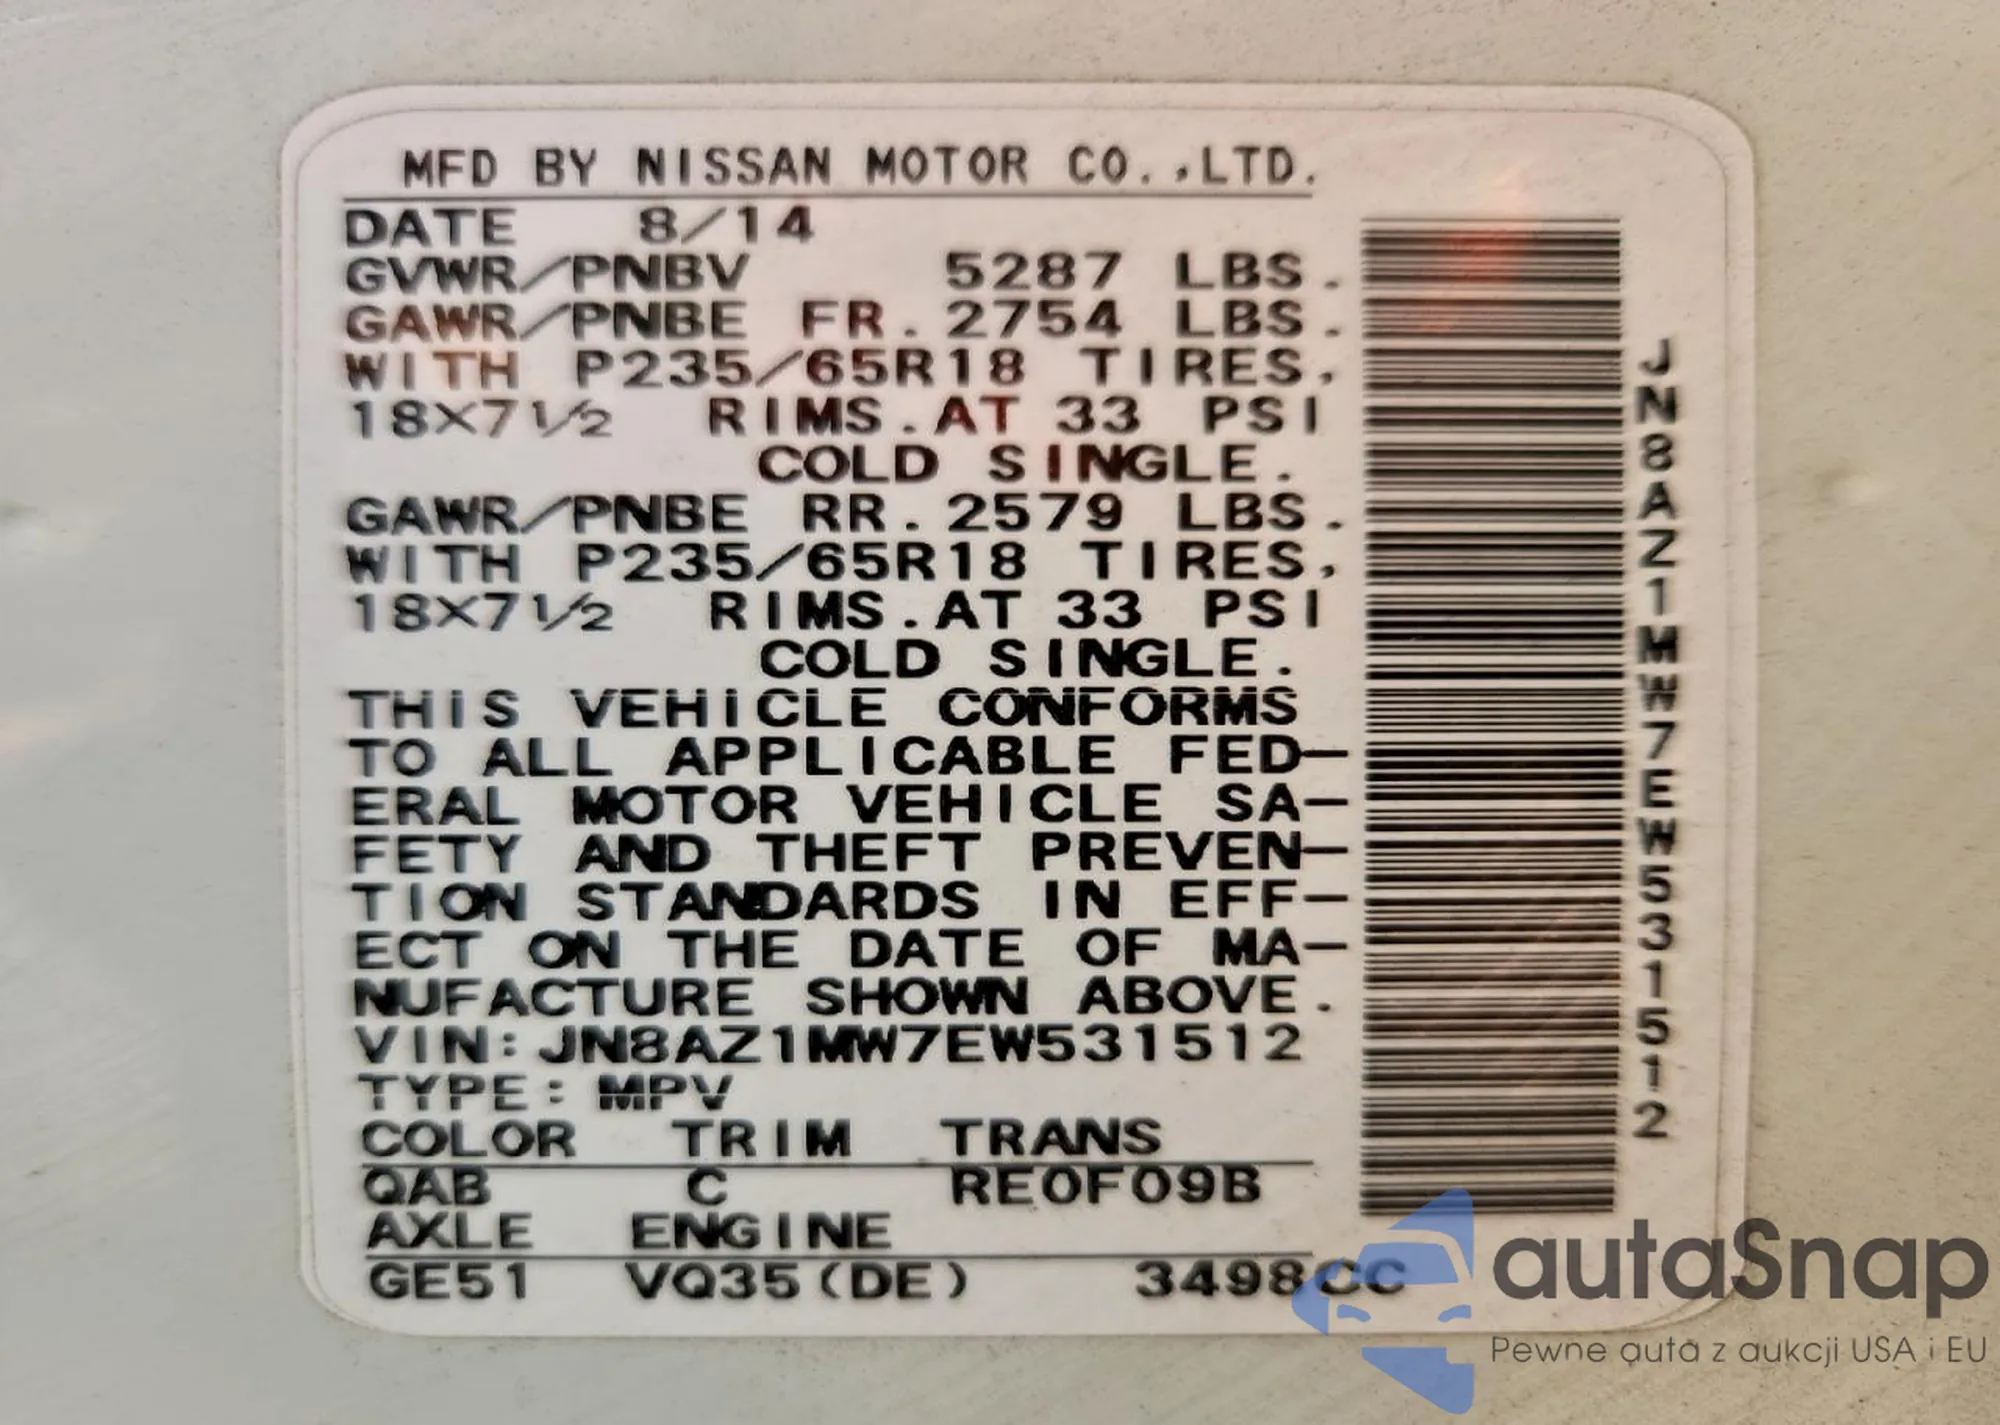 MFD BY NISSAN MOTOR CO.,LTD.
DATE 8/14
GVWR/PNBV 5287 LBS.
GAWR/PNBE FR. 2754 LBS.
WITH P235/65R18 TIRES,
18X7 1/2 RIMS. AT 33 PSI
COLD SINGLE.
GAWR/PNBE RR. 2579 LBS.
WITH P235/65R18 TIRES,
18X7 1/2 RIMS. AT 33 PSI
COLD SINGLE.
THIS VEHICLE CONFORMS
TO ALL APPLICABLE FED-
ERAL MOTOR VEHICLE SA-
FETY AND THEFT PREVEN-
TION STANDARDS IN EFF-
ECT ON THE DATE OF MA-
NUFACTURE SHOWN ABOVE.
VIN: JN8AZ1MW7EW531512
TYPE: MPV
COLOR TRIM TRANS
QAB C RE0F09B
AXLE ENGINE
GE51 VQ35(DE) 3498CC
JN8AZ1MW7EW531512
autaSnap
Pewne auta z aukcji USA i EU